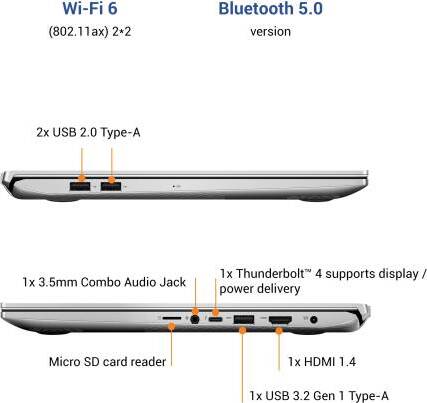 Wi-Fi 6
Bluetooth 5.0
(802.11ax) 2*2
version
2x USB 2.0 Type-A
1x 3.5mm Combo Audio Jack
1x Thunderbolt™ 4 supports display /
power delivery
Micro SD card reader
1x HDMI 1.4
1x USB 3.2 Gen 1 Type-A